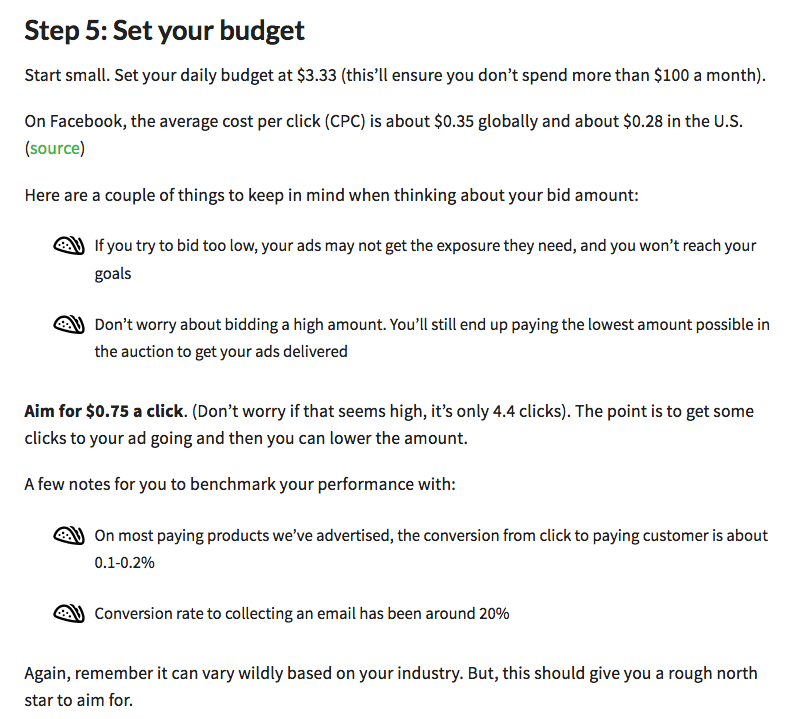 Step 5: Set your budget
Start small. Set your daily budget at $3.33 (this’ll ensure you don’t spend more than $100 a month).
On Facebook, the average cost per click (CPC) is about $0.35 globally and about $0.28 in the U.S.
(source)
Here are a couple of things to keep in mind when thinking about your bid amount:
If you try to bid too low, your ads may not get the exposure they need, and you won’t reach your
goals
Don’t worry about bidding a high amount. You’ll still end up paying the lowest amount possible in
the auction to get your ads delivered
Aim for $0.75 a click. (Don’t worry if that seems high, it’s only 4.4 clicks). The point is to get some
clicks to your ad going and then you can lower the amount.
A few notes for you to benchmark your performance with:
On most paying products we’ve advertised, the conversion from click to paying customer is about
0.1-0.2%
Conversion rate to collecting an email has been around 20%
Again, remember it can vary wildly based on your industry. But, this should give you a rough north
star to aim for.